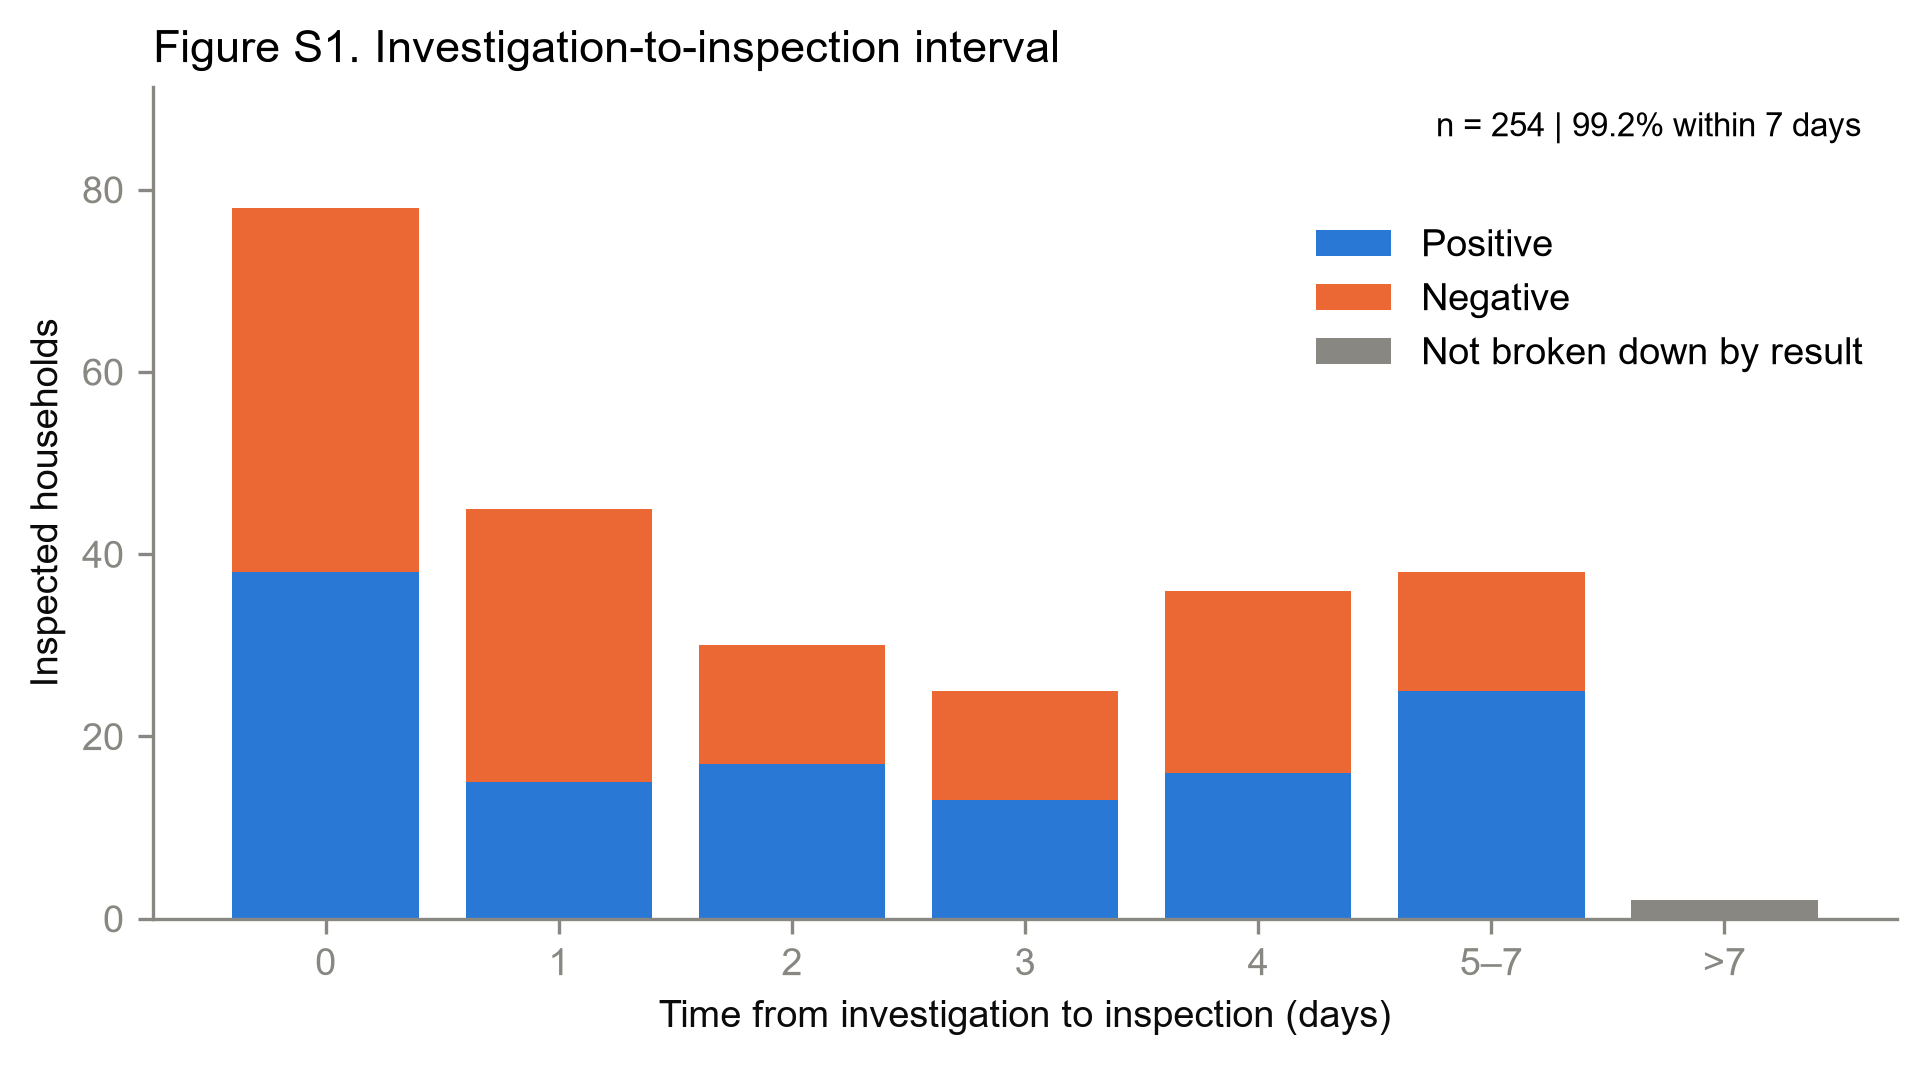 Figure S1. Investigation-to-inspection interval
n = 254 | 99.2% within 7 days
Positive
Negative
Not broken down by result
Inspected households
80
60
40
20
0
0 1 2 3 4 5–7 >7
Time from investigation to inspection (days)